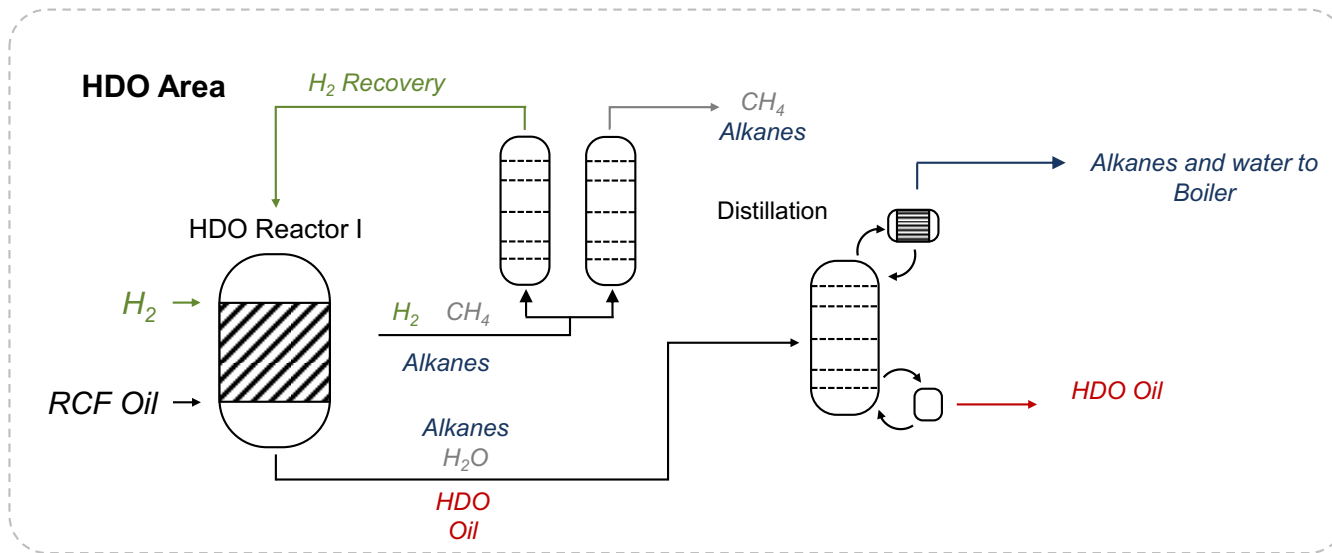 HDO Area
H₂ Recovery
CH₄
Alkanes
Alkanes and water to
Boiler
Distillation
HDO Reactor I
H₂
H₂ CH₄
Alkanes
RCF Oil
HDO Oil
Alkanes
H₂O
HDO
Oil